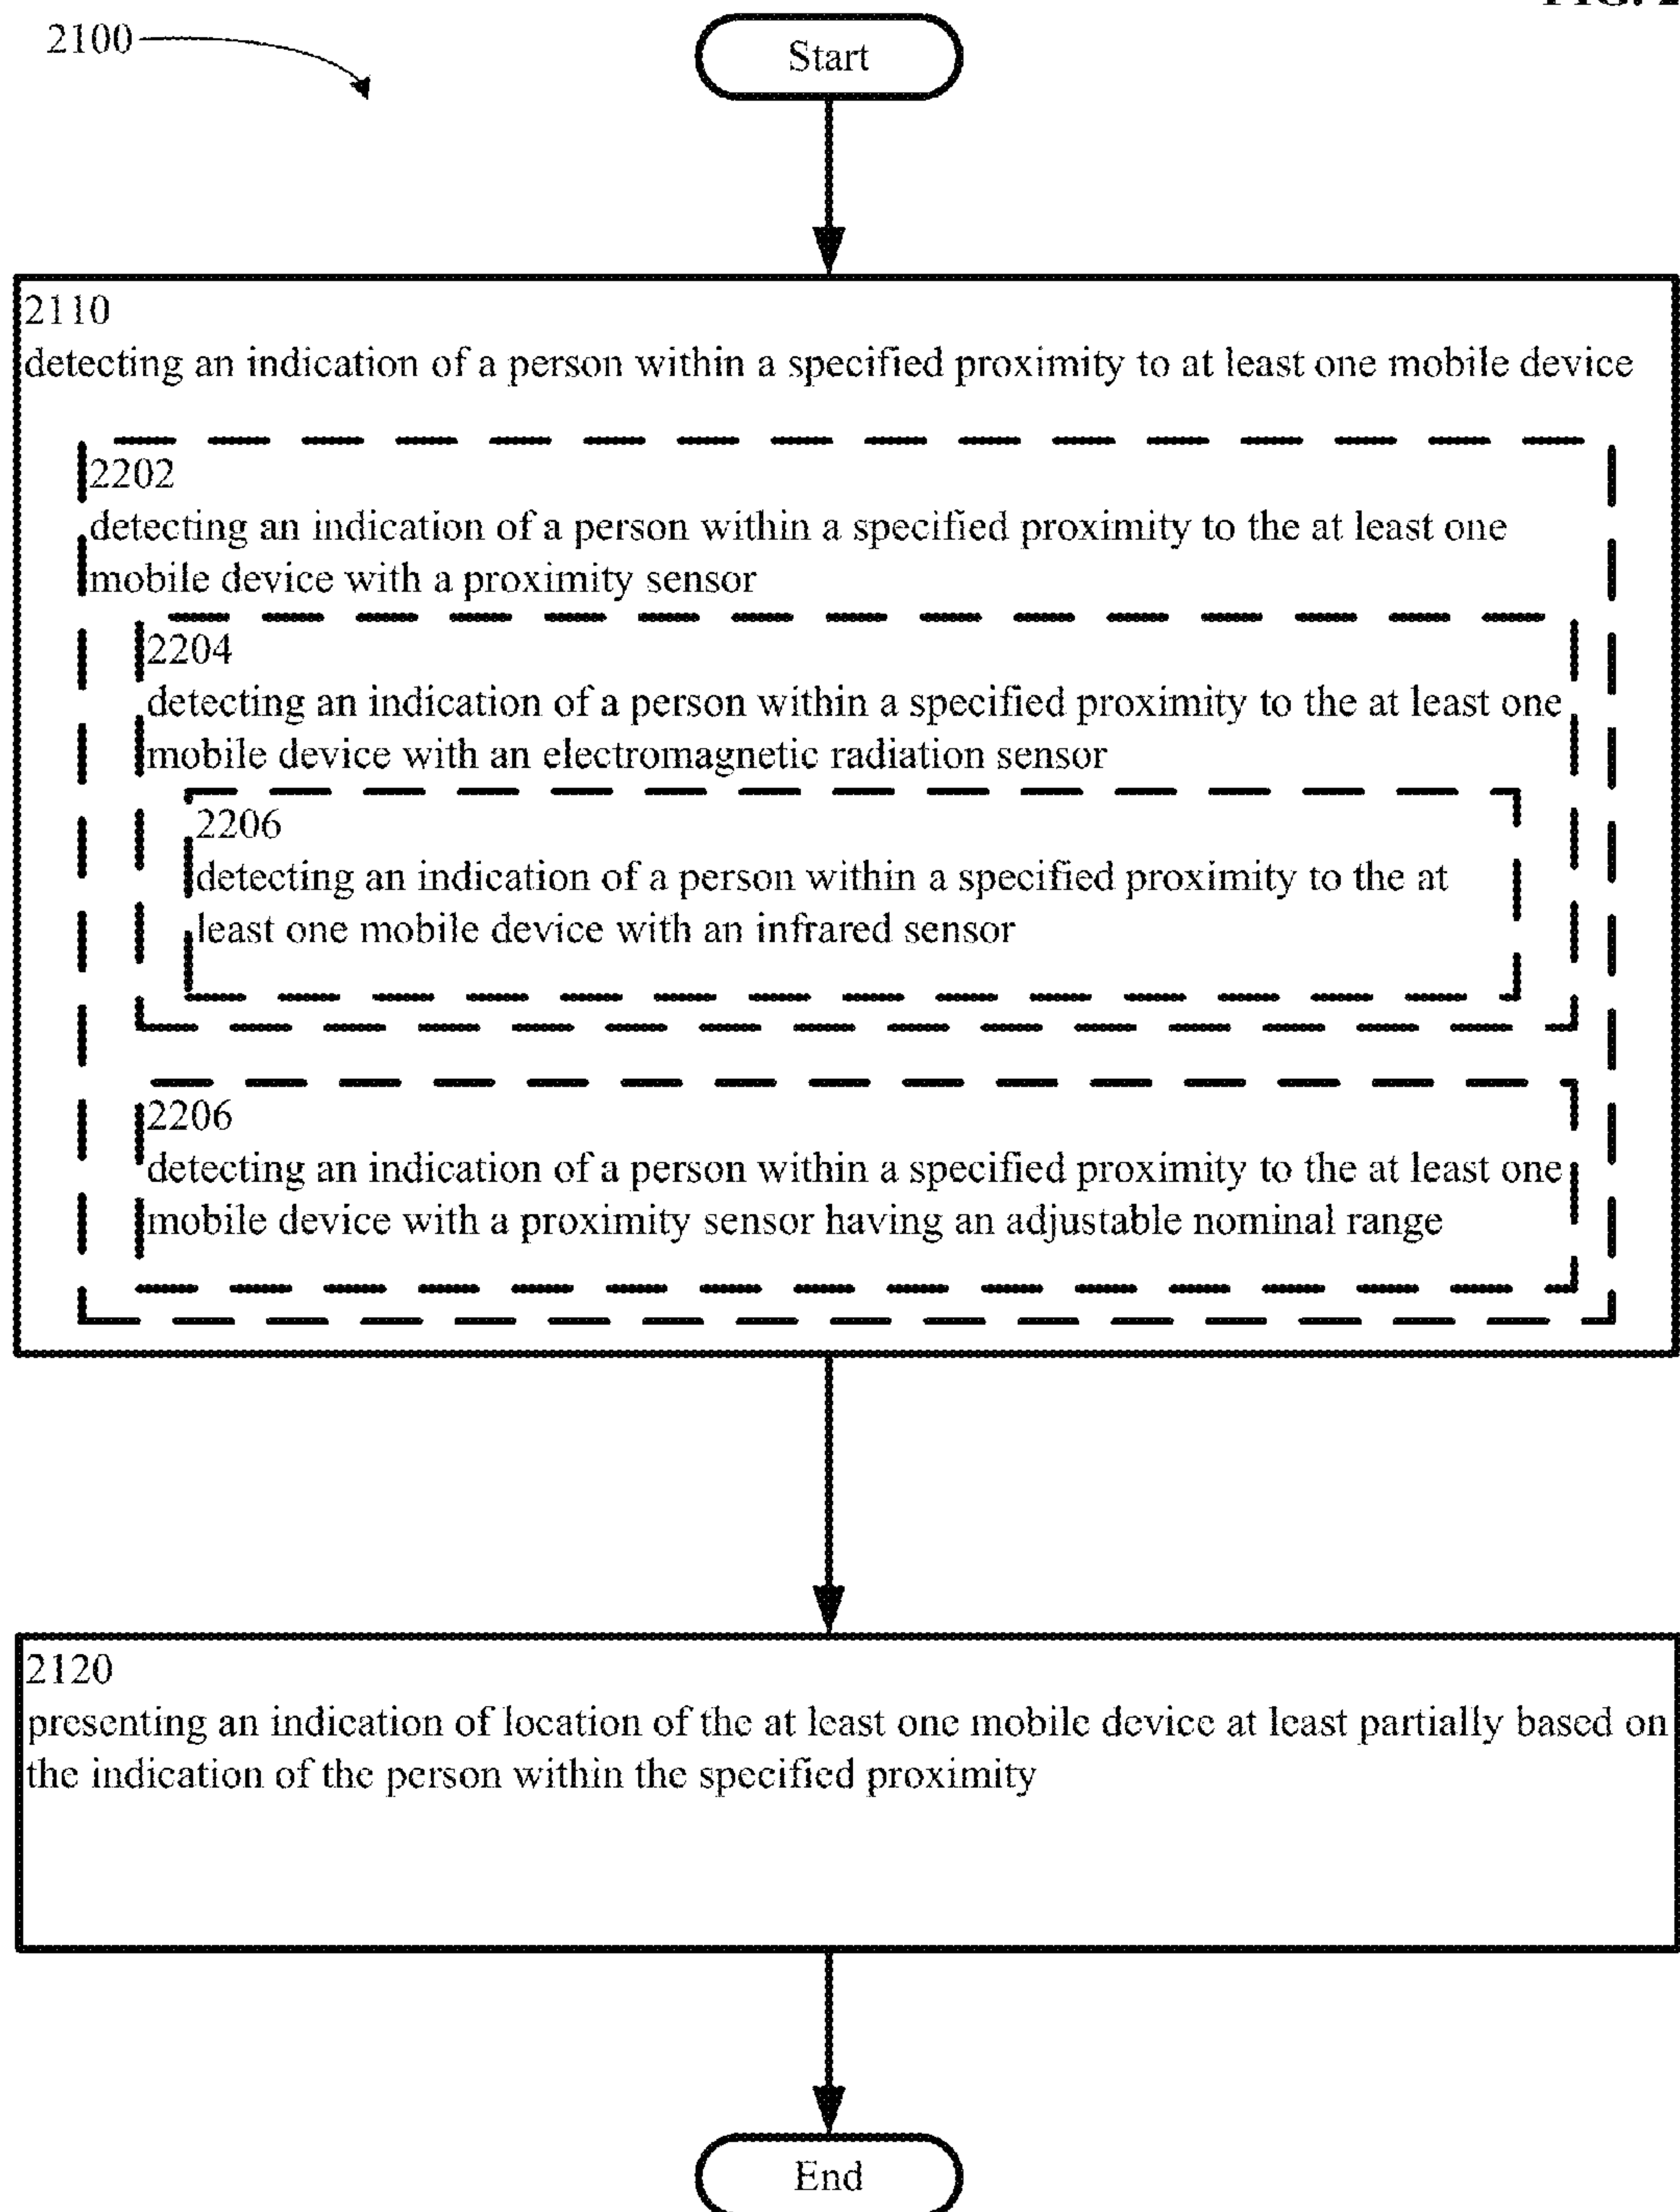 2100
Start
2110
detecting an indication of a person within a specified proximity to at least one mobile device
2202
detecting an indication of a person within a specified proximity to the at least one
mobile device with a proximity sensor
2204
detecting an indication of a person within a specified proximity to the at least one
mobile device with an electromagnetic radiation sensor
2206
detecting an indication of a person within a specified proximity to the at
least one mobile device with an infrared sensor
2206
detecting an indication of a person within a specified proximity to the at least one
mobile device with a proximity sensor having an adjustable nominal range
2120
presenting an indication of location of the at least one mobile device at least partially based on
the indication of the person within the specified proximity
End